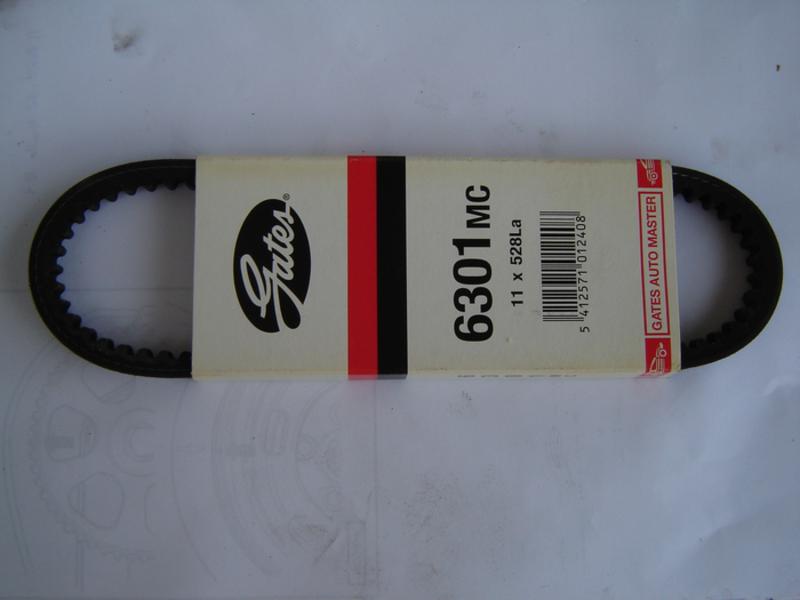 Gates®
6301 MC
11 x 528La
5 412571 012408
GATES AUTO MASTER